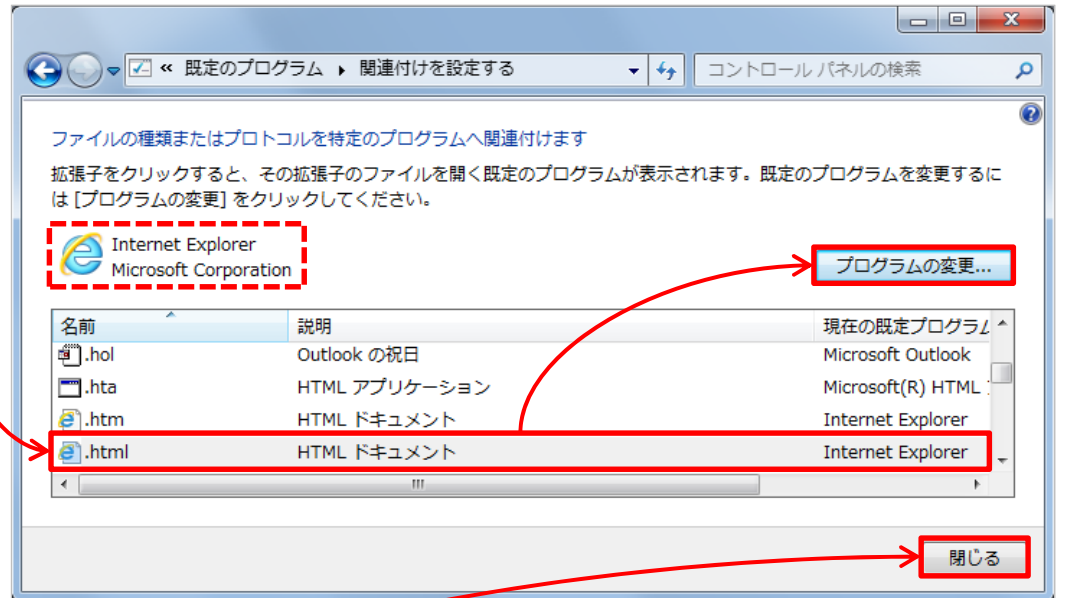 « 既定のプログラム ▸ 関連付けを設定する
コントロール パネルの検索
ファイルの種類またはプロトコルを特定のプログラムへ関連付けます
拡張子をクリックすると、その拡張子のファイルを開く既定のプログラムが表示されます。既定のプログラムを変更するに
は [プログラムの変更] をクリックしてください。
Internet Explorer
Microsoft Corporation
プログラムの変更...
名前 説明 現在の既定プログラム
.hol Outlook の祝日 Microsoft Outlook
.hta HTML アプリケーション Microsoft(R) HTML
.htm HTML ドキュメント Internet Explorer
.html HTML ドキュメント Internet Explorer
閉じる